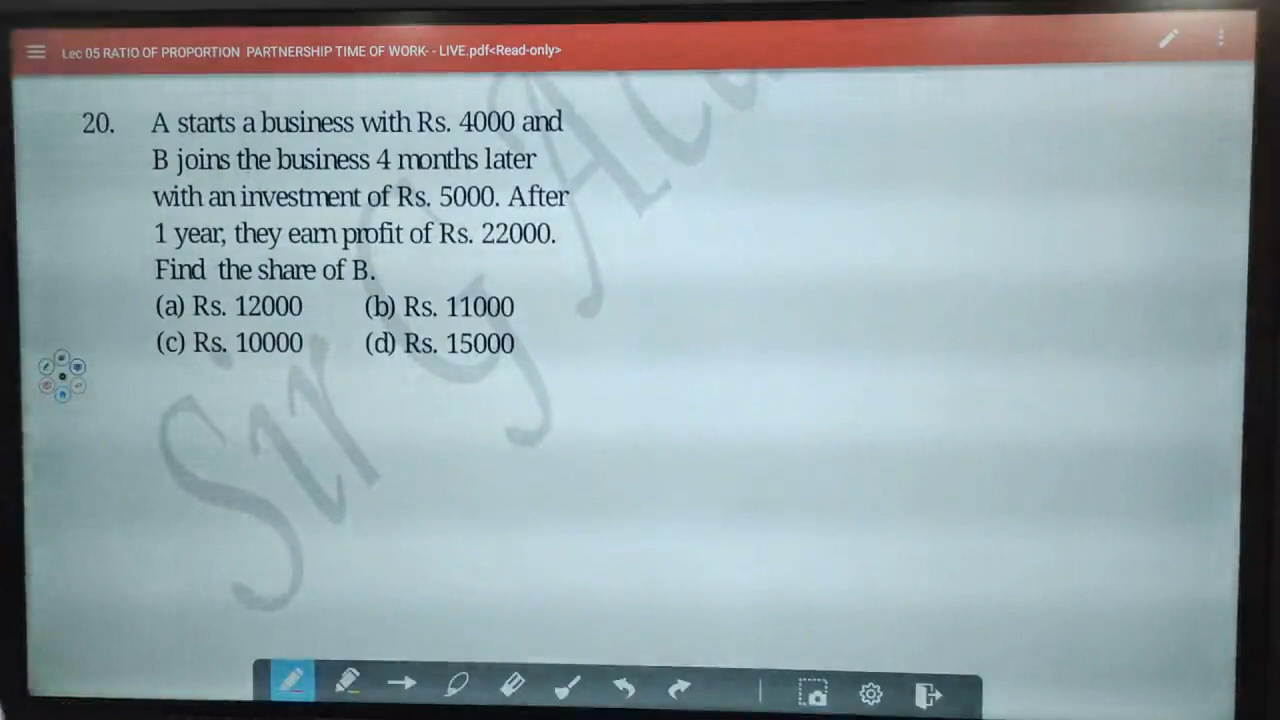 Lec 05 RATIO OF PROPORTION PARTNERSHIP TIME OF WORK- - LIVE.pdf<Read-only>
20. A starts a business with Rs. 4000 and
B joins the business 4 months later
with an investment of Rs. 5000. After
1 year, they earn profit of Rs. 22000.
Find the share of B.
(a) Rs. 12000 (b) Rs. 11000
(c) Rs. 10000 (d) Rs. 15000
Sir G